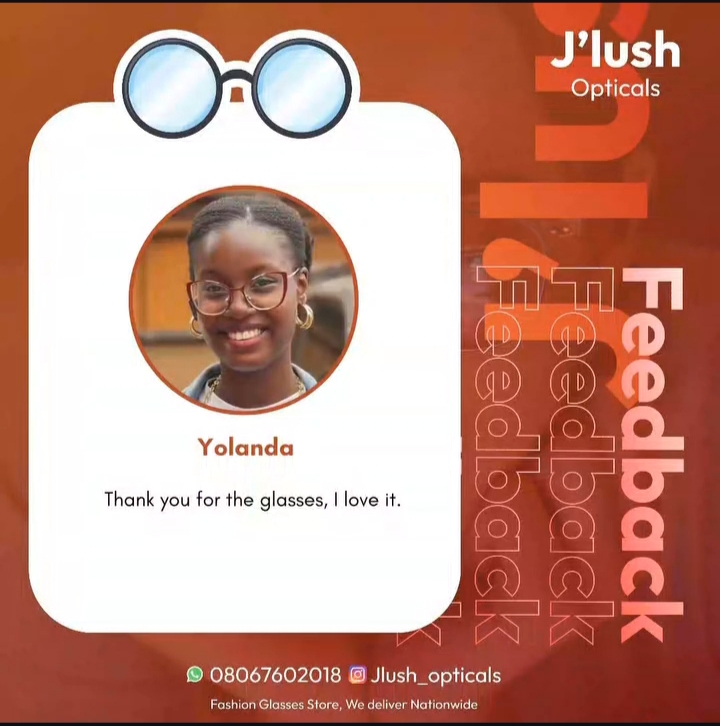 J'lush
Opticals
Feedback
Feedback
Feedback
Yolanda
Thank you for the glasses, I love it.
08067602018 Jlush_opticals
Fashion Glasses Store, We deliver Nationwide